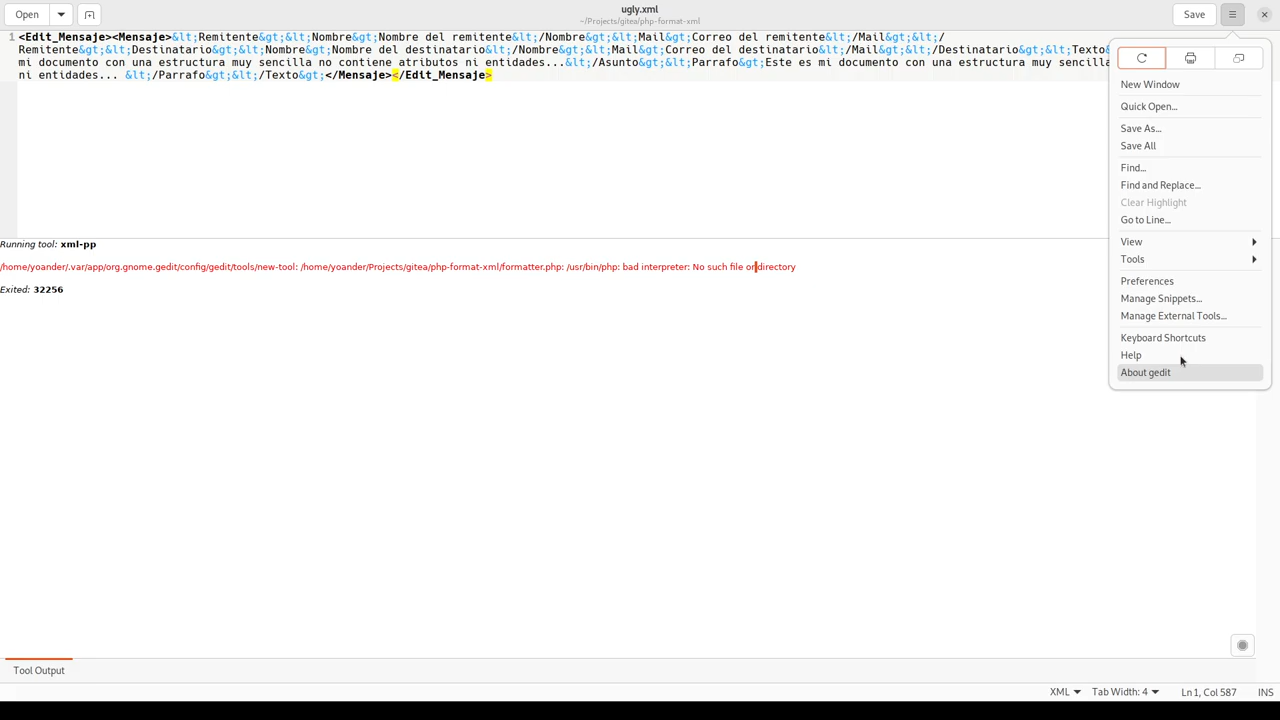 Open
ugly.xml
~/Projects/gitea/php-format-xml
Save
1 <Edit_Mensaje><Mensaje>&lt;Remitente&gt;&lt;Nombre&gt;Nombre del remitente&lt;/Nombre&gt;&lt;Mail&gt;Correo del remitente&lt;/Mail&gt;&lt;/
Remitente&gt;&lt;Destinatario&gt;&lt;Nombre&gt;Nombre del destinatario&lt;/Nombre&gt;&lt;Mail&gt;Correo del destinatario&lt;/Mail&gt;&lt;/Destinatario&gt;&lt;Texto&
mi documento con una estructura muy sencilla no contiene atributos ni entidades...&lt;/Asunto&gt;&lt;Parrafo&gt;Este es mi documento con una estructura muy sencilla
ni entidades... &lt;/Parrafo&gt;&lt;/Texto&gt;</Mensaje></Edit_Mensaje>
New Window
Quick Open...
Save As...
Save All
Find...
Find and Replace...
Clear Highlight
Go to Line...
View
Tools
Preferences
Manage Snippets...
Manage External Tools...
Keyboard Shortcuts
Help
About gedit
Running tool: xml-pp
/home/yoander/.var/app/org.gnome.gedit/config/gedit/tools/new-tool: /home/yoander/Projects/gitea/php-format-xml/formatter.php: /usr/bin/php: bad interpreter: No such file or directory
Exited: 32256
Tool Output
XML
Tab Width: 4
Ln 1, Col 587
INS